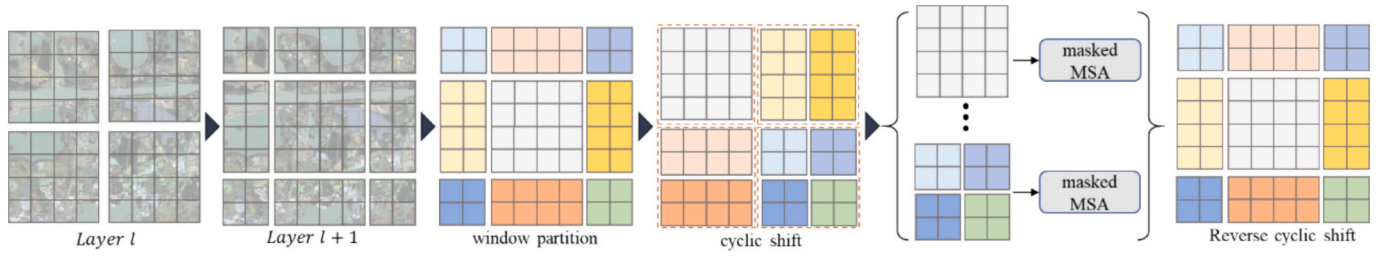 Layer l
Layer l + 1
window partition
cyclic shift
masked
MSA
masked
MSA
Reverse cyclic shift